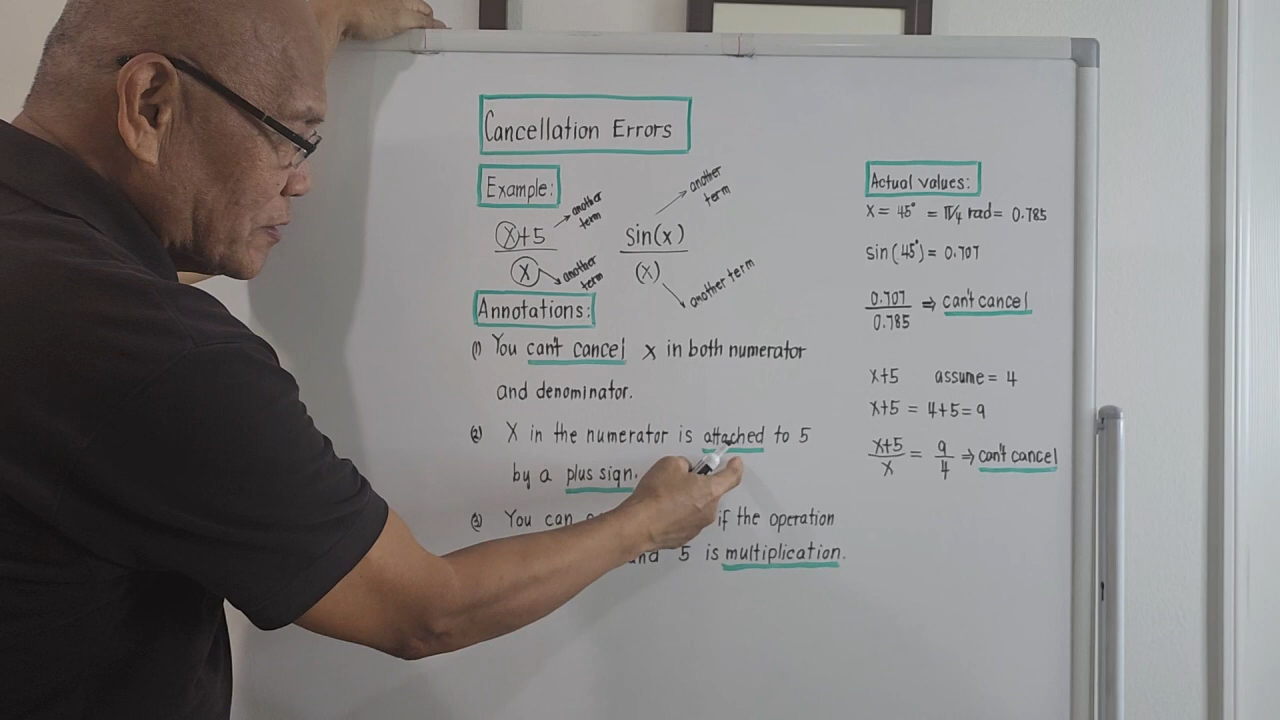 Cancellation Errors
Example:
X+5
x
another term
another term
sin(x)
(x)
another term
another term
Annotations:
(1) You can't cancel x in both numerator
and denominator.
(2) X in the numerator is attached to 5
by a plus sign.
(3) You can if the operation
and 5 is multiplication.
Actual values:
x = 45° = π/4 rad = 0.785
sin(45°) = 0.707
0.707
0.785
⇒ can't cancel
x+5 assume = 4
x+5 = 4+5=9
x+5/x = 9/4 ⇒ can't cancel